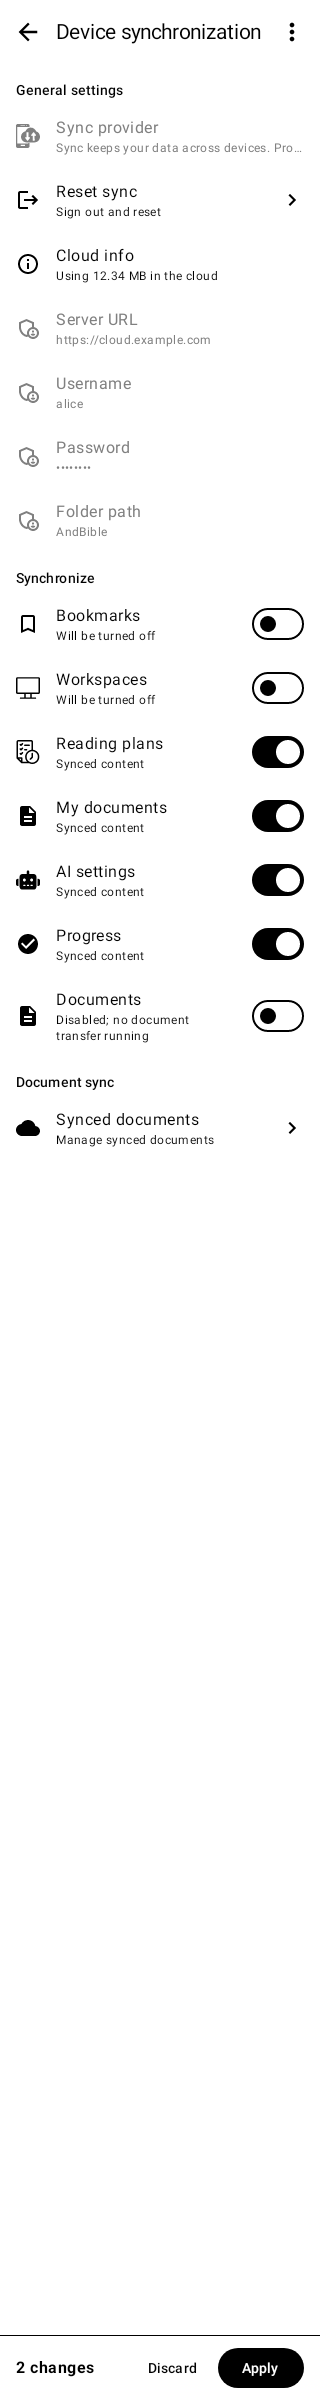 Device synchronization
General settings
Sync provider
Sync keeps your data across devices. Pro…
Reset sync
Sign out and reset
Cloud info
Using 12.34 MB in the cloud
Server URL
https://cloud.example.com
Username
alice
Password
••••••••
Folder path
AndBible
Synchronize
Bookmarks
Will be turned off
Workspaces
Will be turned off
Reading plans
Synced content
My documents
Synced content
AI settings
Synced content
Progress
Synced content
Documents
Disabled; no document
transfer running
Document sync
Synced documents
Manage synced documents
2 changes
Discard
Apply